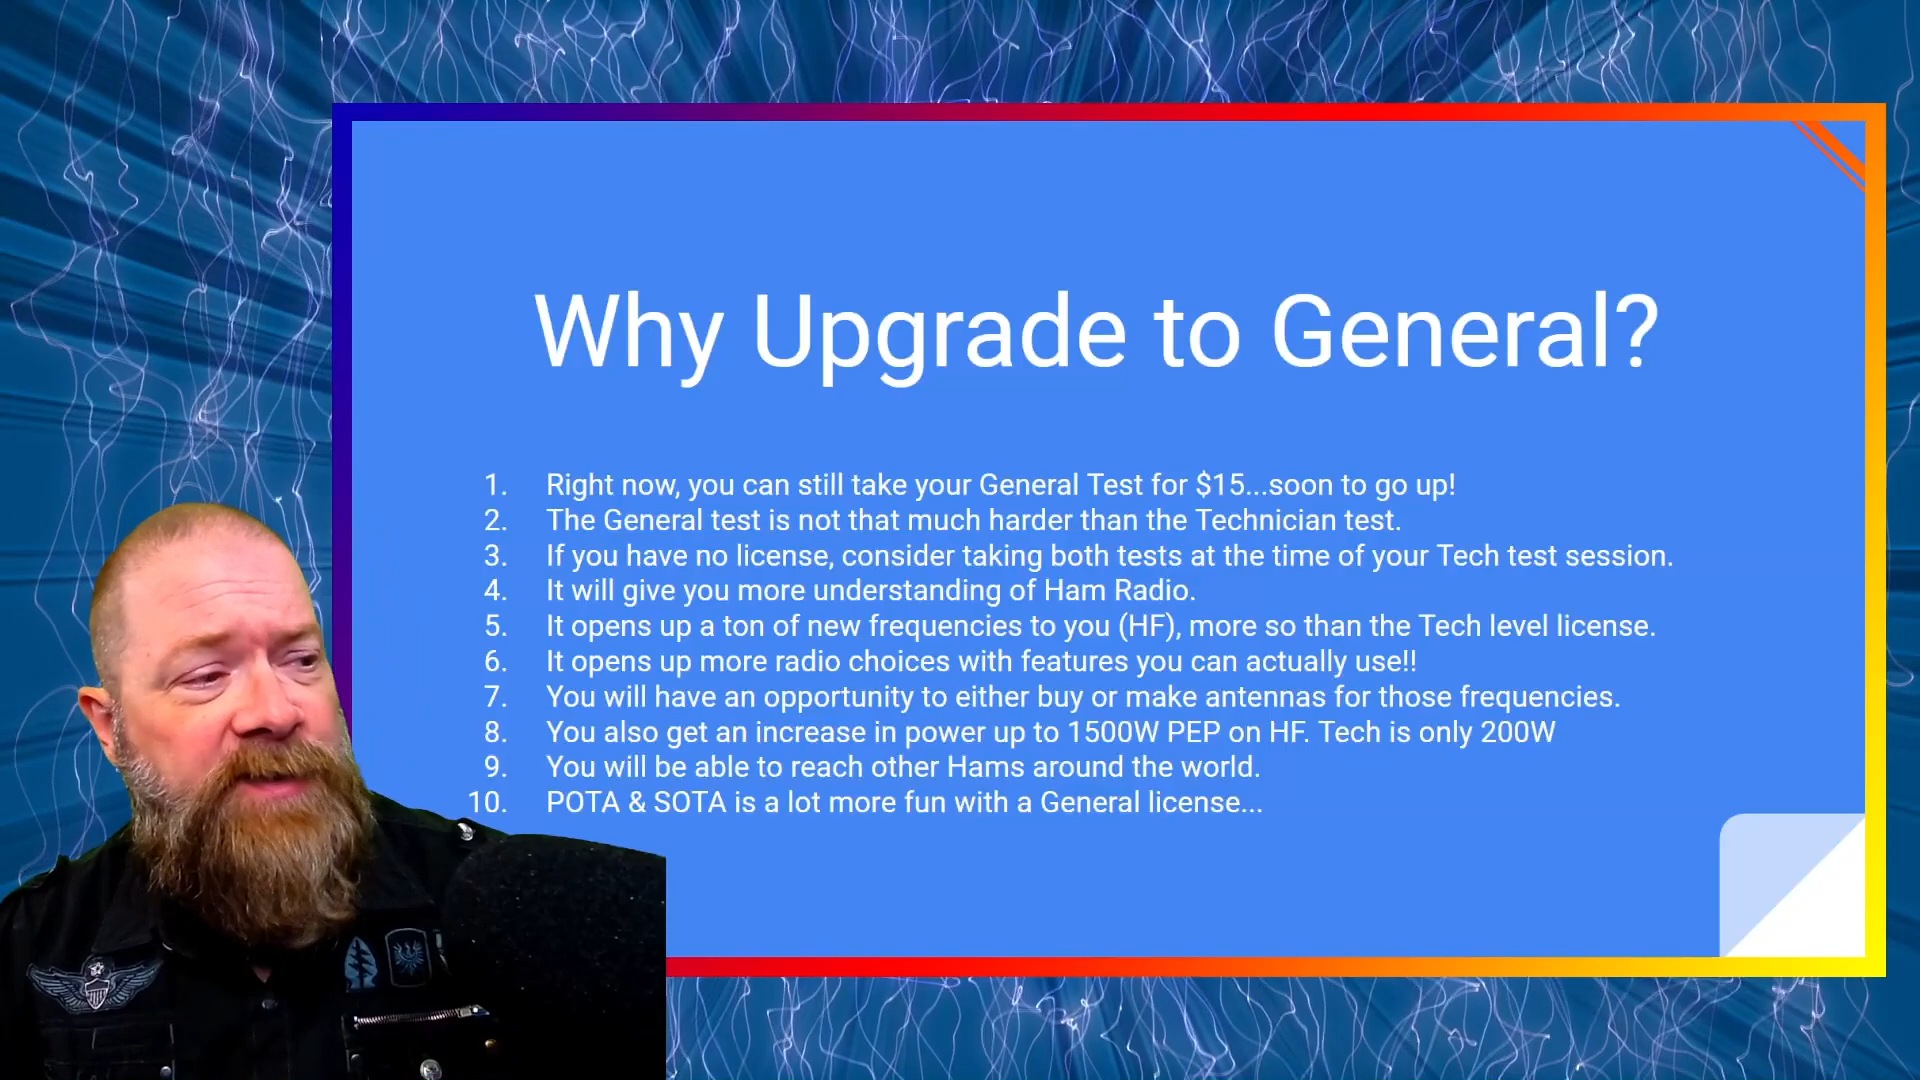 Why Upgrade to General?
1. Right now, you can still take your General Test for $15...soon to go up!
2. The General test is not that much harder than the Technician test.
3. If you have no license, consider taking both tests at the time of your Tech test session.
4. It will give you more understanding of Ham Radio.
5. It opens up a ton of new frequencies to you (HF), more so than the Tech level license.
6. It opens up more radio choices with features you can actually use!!
7. You will have an opportunity to either buy or make antennas for those frequencies.
8. You also get an increase in power up to 1500W PEP on HF. Tech is only 200W
9. You will be able to reach other Hams around the world.
10. POTA & SOTA is a lot more fun with a General license...